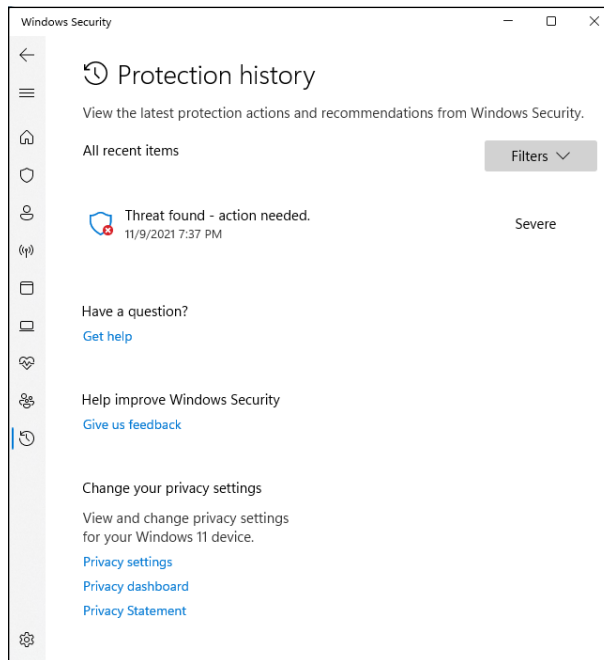 Windows Security
Protection history
View the latest protection actions and recommendations from Windows Security.
All recent items
Filters
Threat found - action needed.
11/9/2021 7:37 PM
Severe
Have a question?
Get help
Help improve Windows Security
Give us feedback
Change your privacy settings
View and change privacy settings
for your Windows 11 device.
Privacy settings
Privacy dashboard
Privacy Statement